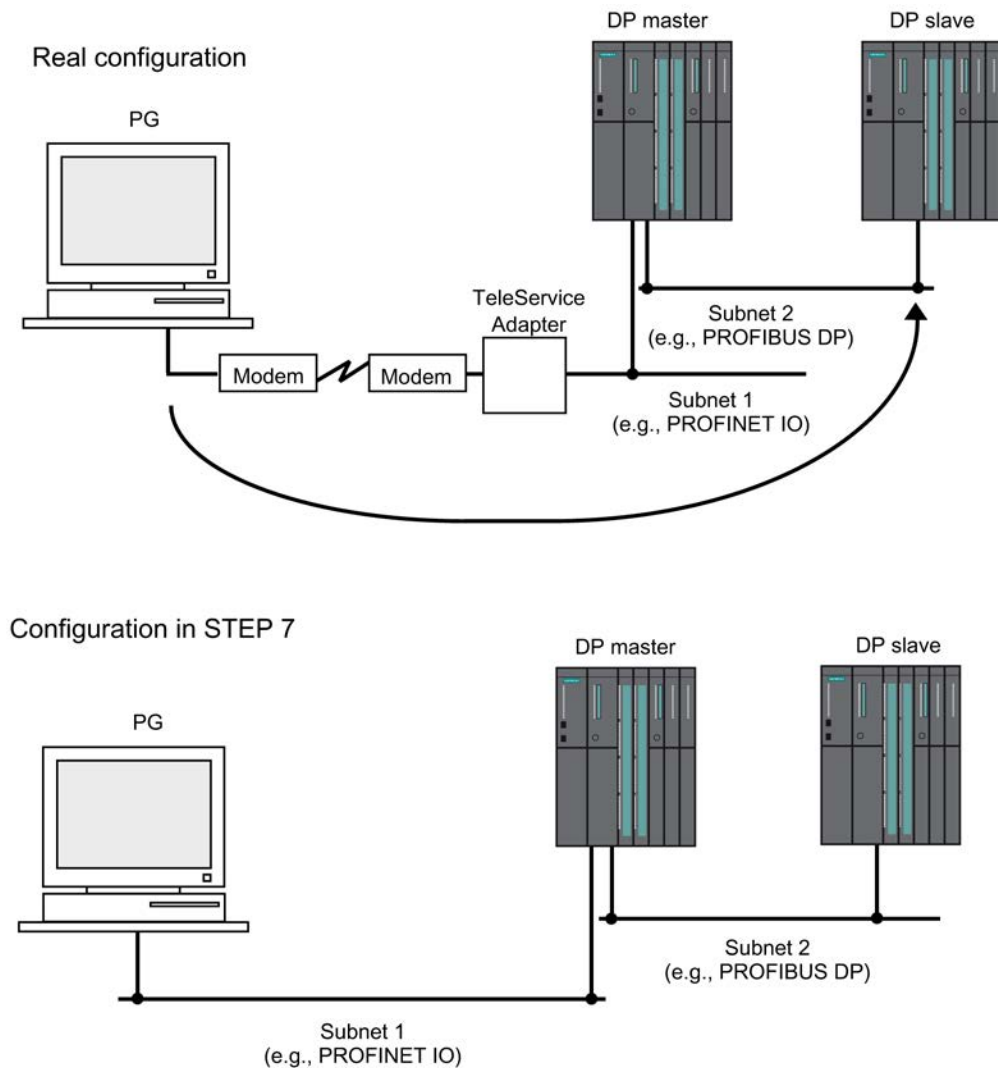 DP master
DP slave
Real configuration
PG
TeleService
Adapter
Subnet 2
(e.g., PROFIBUS DP)
Modem
Modem
Subnet 1
(e.g., PROFINET IO)
Configuration in STEP 7
DP master
DP slave
PG
Subnet 2
(e.g., PROFIBUS DP)
Subnet 1
(e.g., PROFINET IO)